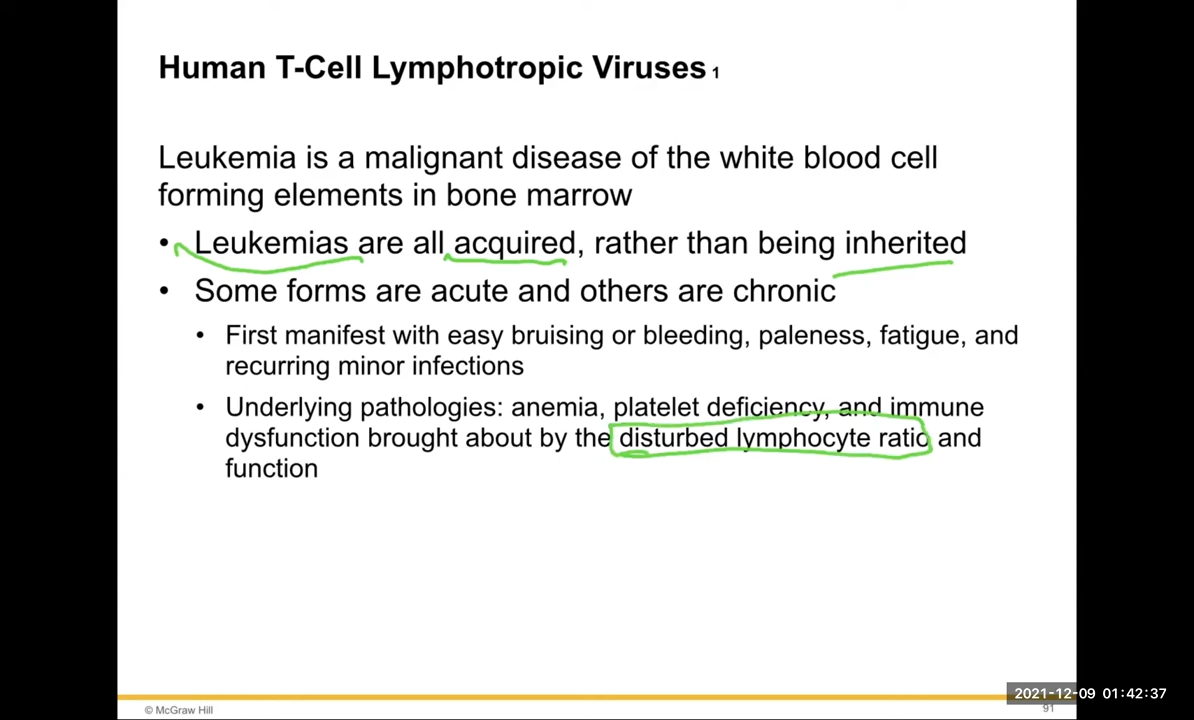 Human T-Cell Lymphotropic Viruses 1
Leukemia is a malignant disease of the white blood cell
forming elements in bone marrow
• Leukemias are all acquired, rather than being inherited
• Some forms are acute and others are chronic
• First manifest with easy bruising or bleeding, paleness, fatigue, and
recurring minor infections
• Underlying pathologies: anemia, platelet deficiency, and immune
dysfunction brought about by the disturbed lymphocyte ratio and
function
2021-12-09 01:42:37
© McGraw Hill
91